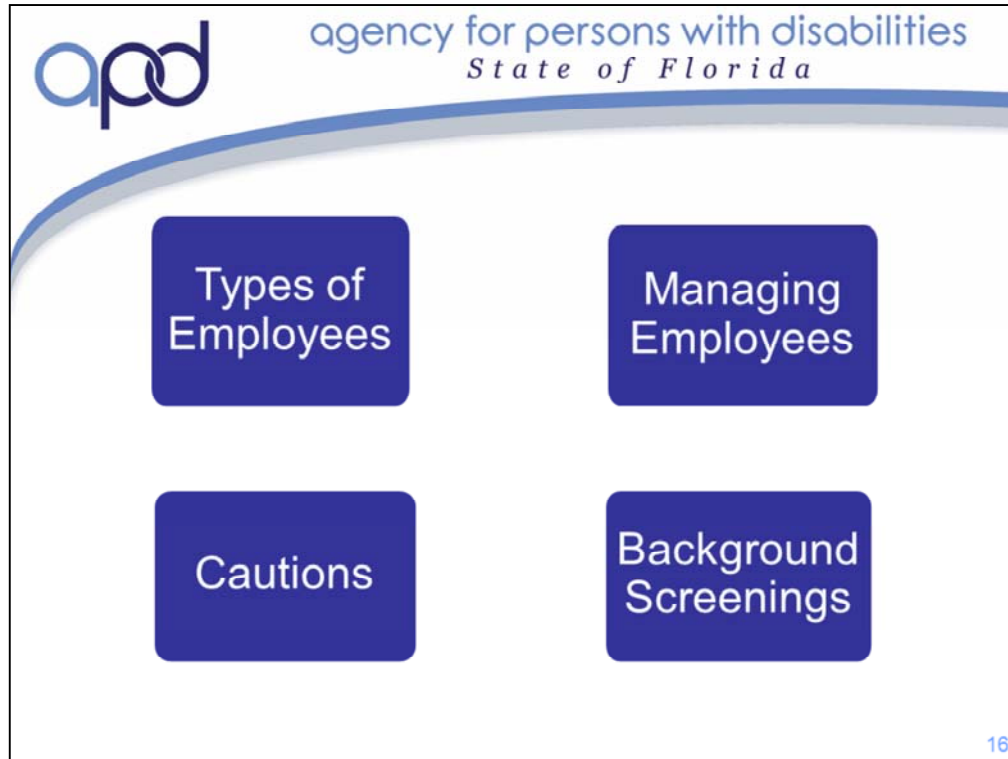 apd
agency for persons with disabilities
State of Florida
Types of
Employees
Managing
Employees
Cautions
Background
Screenings
16